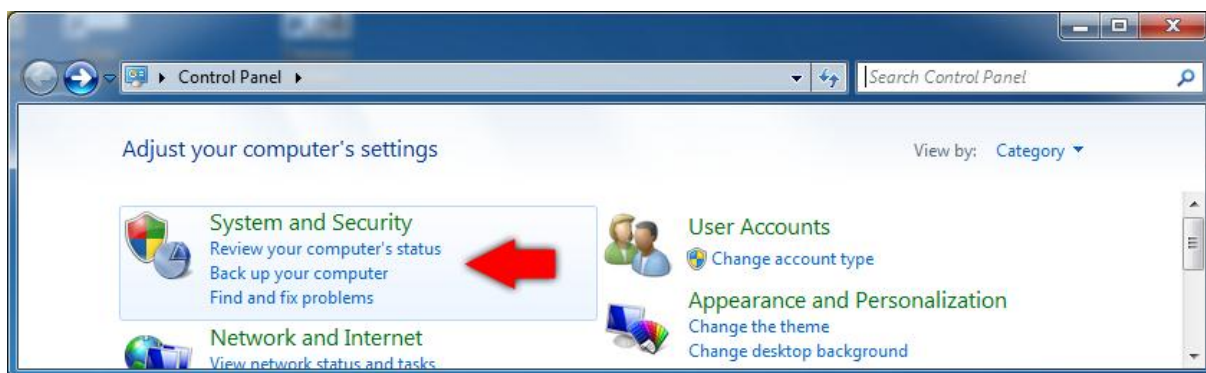 Control Panel
Search Control Panel
Adjust your computer's settings
View by: Category
System and Security
Review your computer's status
Back up your computer
Find and fix problems
Network and Internet
View network status and tasks
User Accounts
Change account type
Appearance and Personalization
Change the theme
Change desktop background